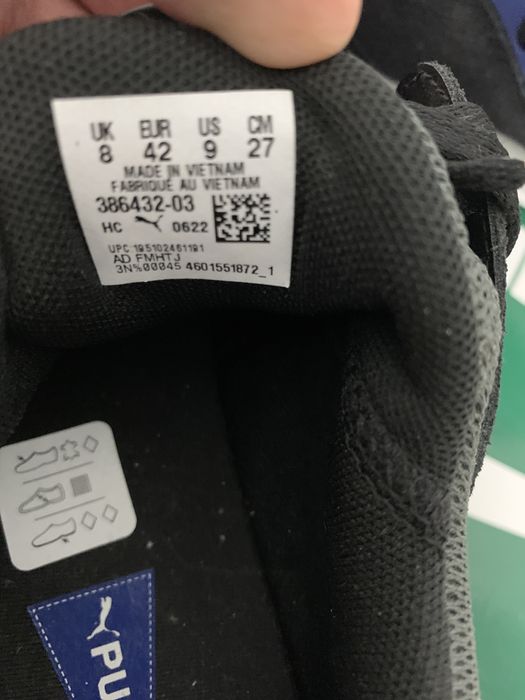 UK EUR US CM
8 42 9 27
MADE IN VIETNAM
FABRIQUÉ AU VIETNAM
386432-03
HC 0622
UPC 195102461191
AD FMHTJ
3N%00045 4601551872_1
PU